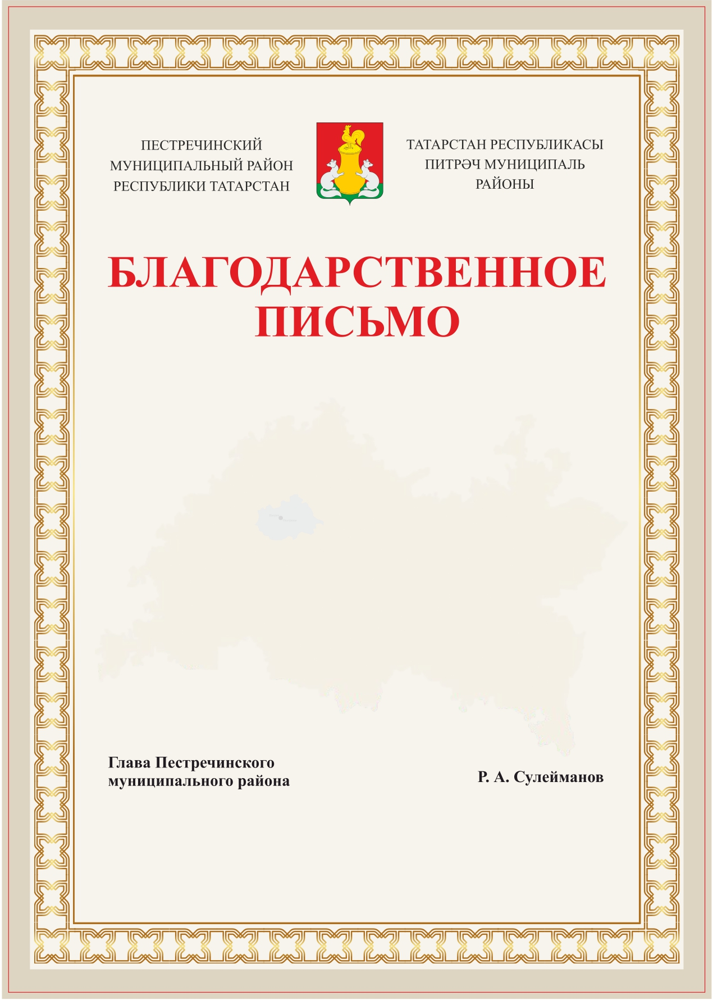 ПЕСТРЕЧИНСКИЙ
МУНИЦИПАЛЬНЫЙ РАЙОН
РЕСПУБЛИКИ ТАТАРСТАН
ТАТАРСТАН РЕСПУБЛИКАСЫ
ПИТРӘЧ МУНИЦИПАЛЬ
РАЙОНЫ
БЛАГОДАРСТВЕННОЕ
ПИСЬМО
Глава Пестречинского
муниципального района
Р. А. Сулейманов